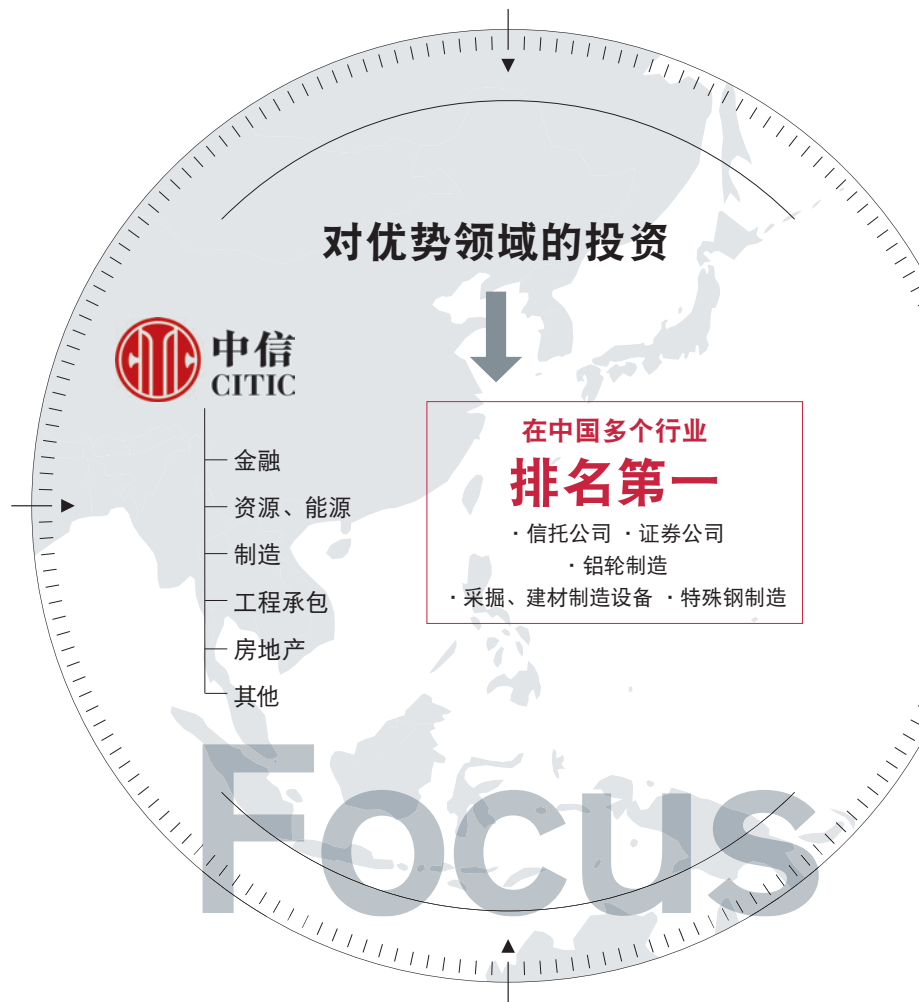 对优势领域的投资
中信
CITIC
金融
资源、能源
制造
工程承包
房地产
其他
在中国多个行业
排名第一
·信托公司 ·证券公司
·铝轮制造
·采掘、建材制造设备 ·特殊钢制造
Focus